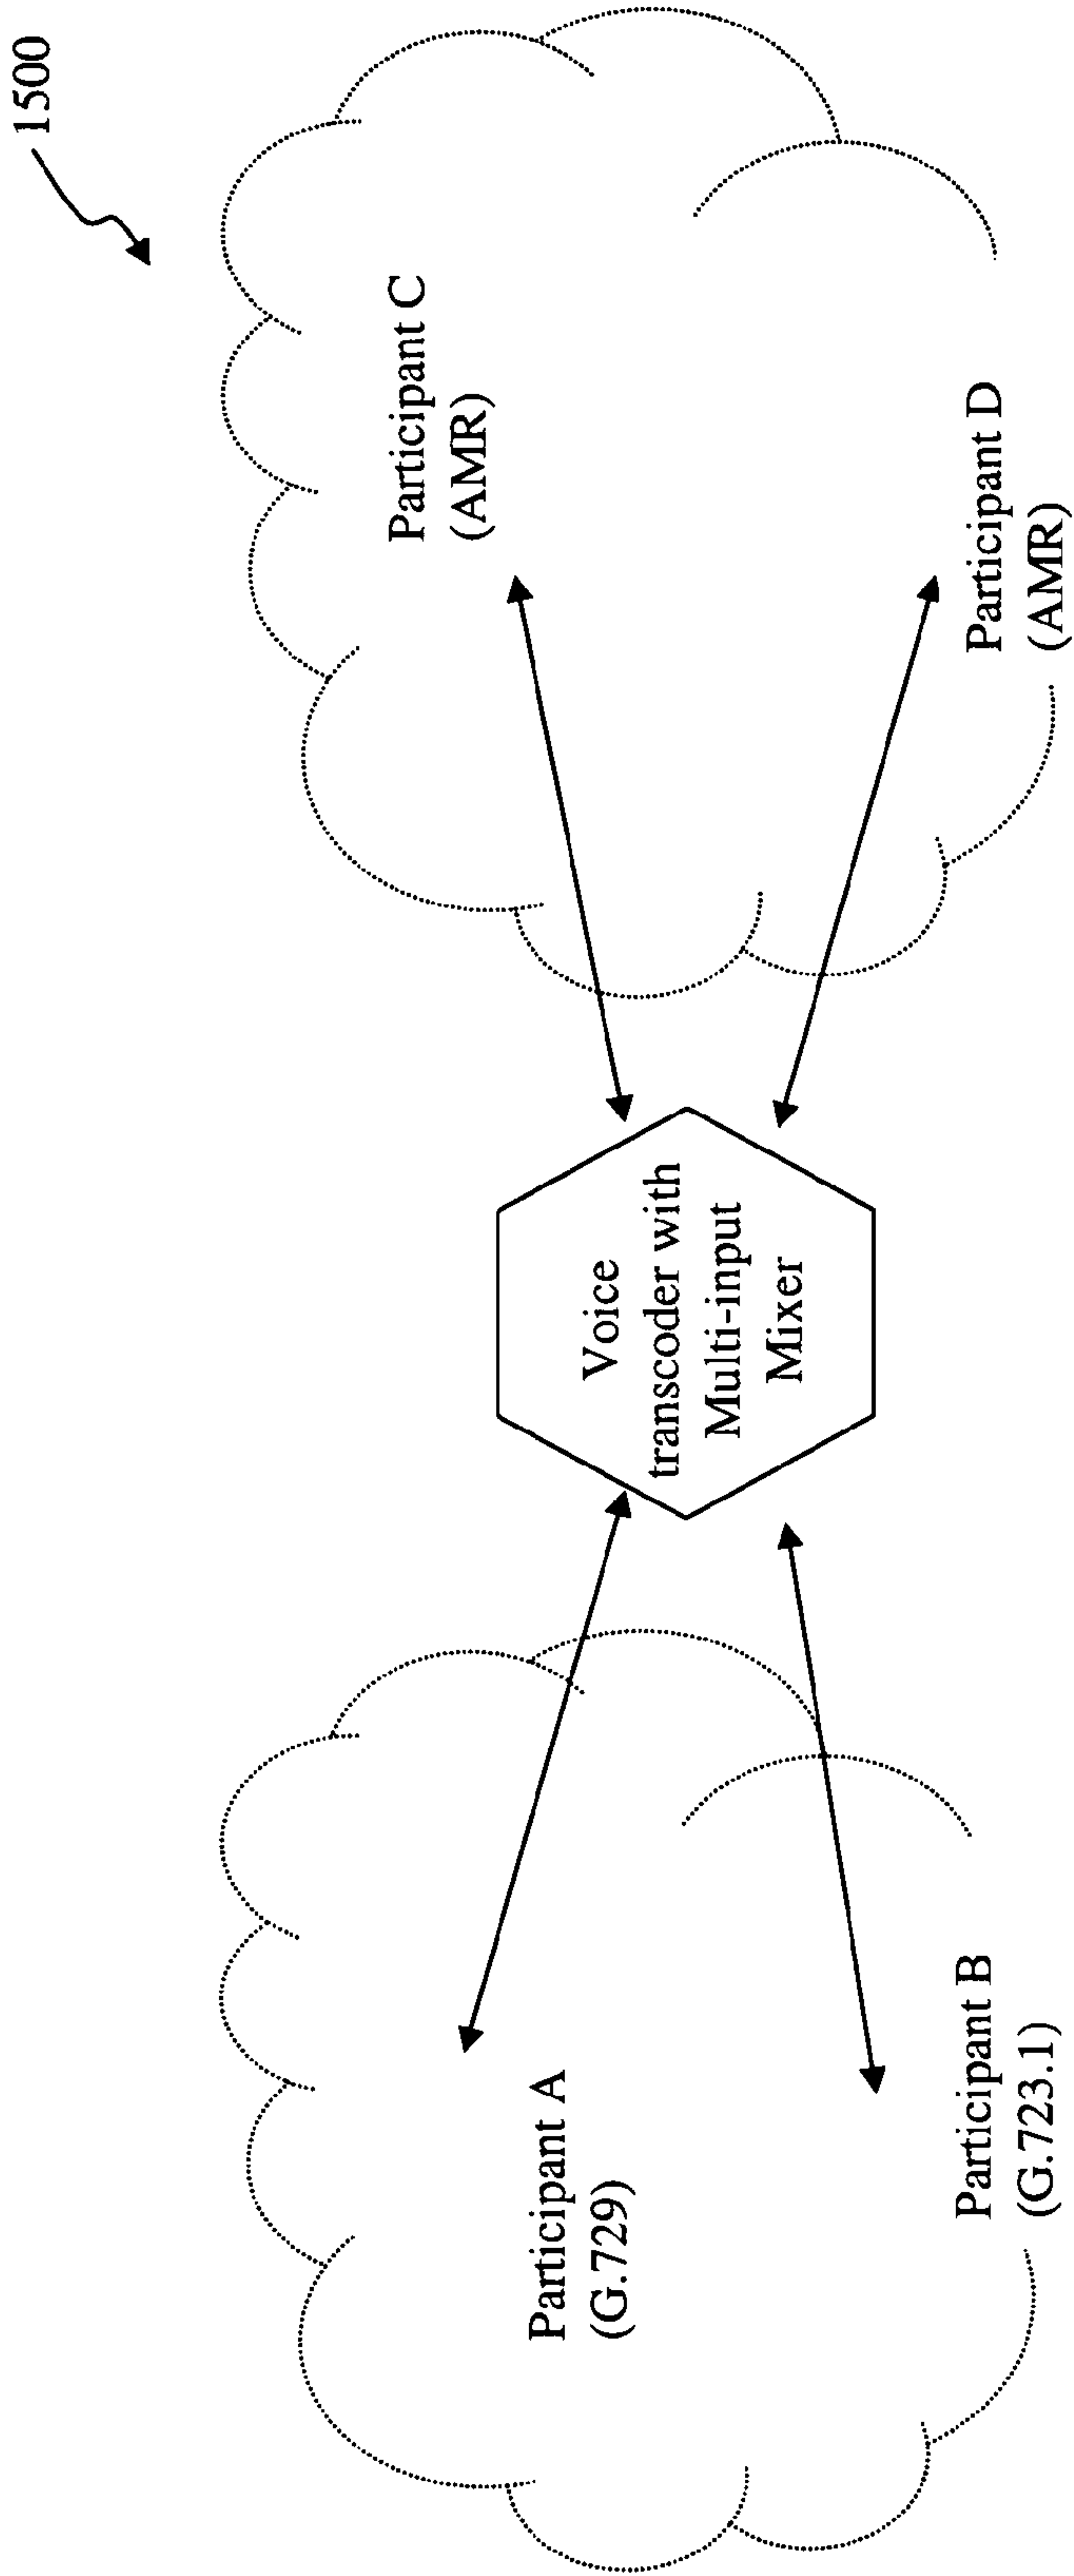 1500
Participant A
(G.729)
Participant B
(G.723.1)
Voice
transcoder with
Multi-input
Mixer
Participant C
(AMR)
Participant D
(AMR)